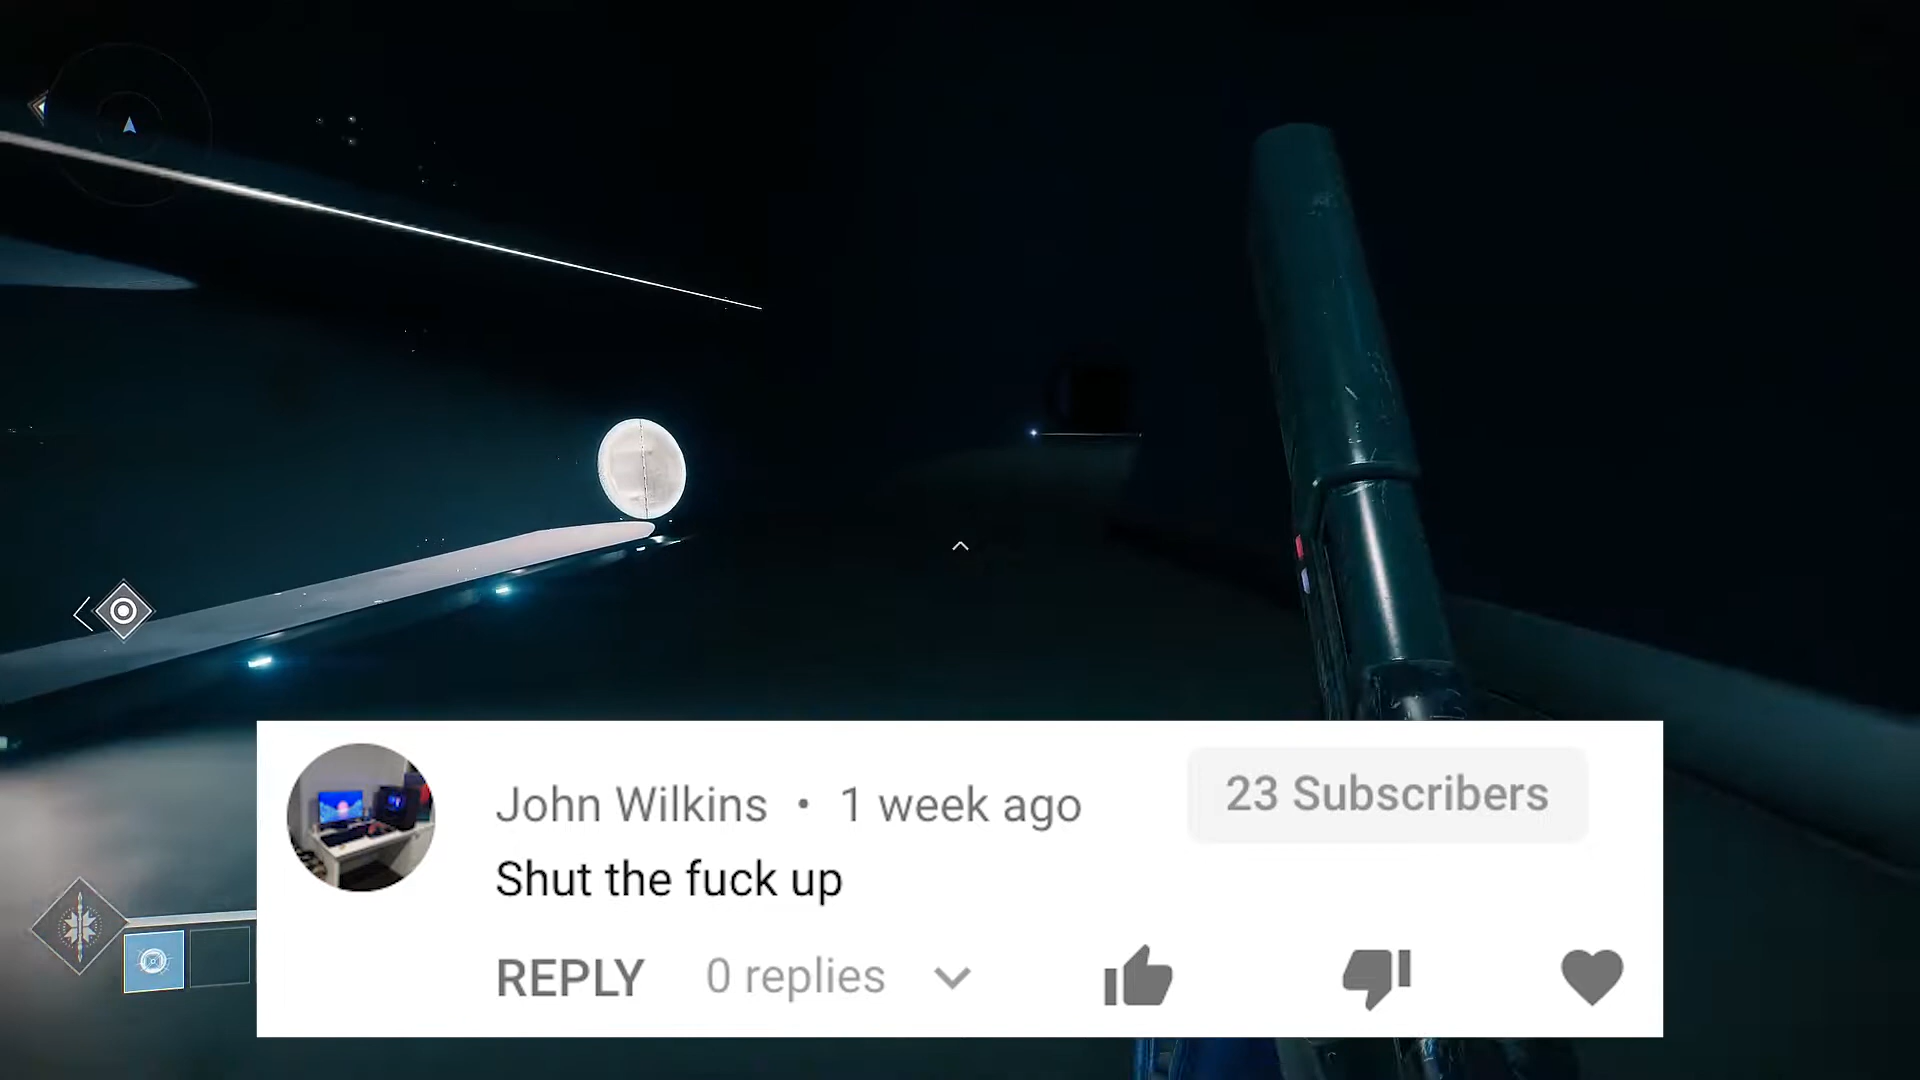 John Wilkins • 1 week ago
23 Subscribers
Shut the fuck up
REPLY 0 replies